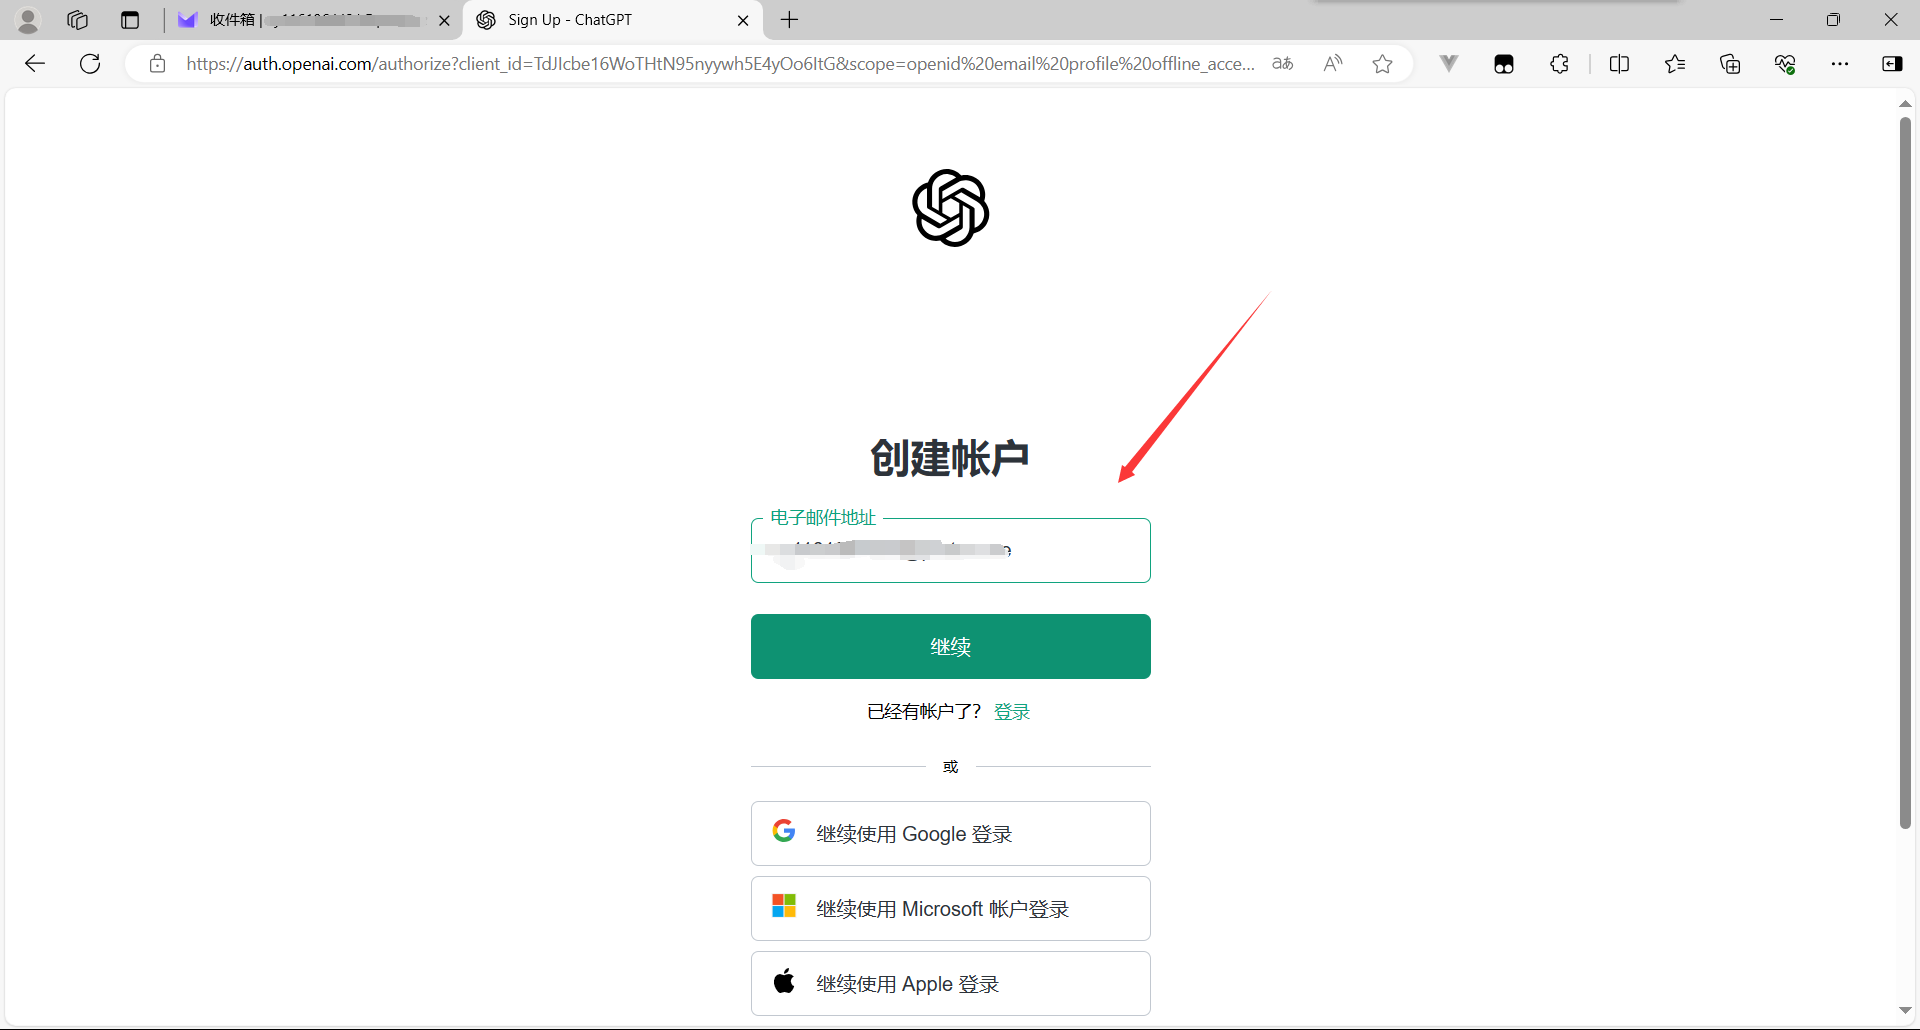 收件箱 |
Sign Up - ChatGPT
https://auth.openai.com/authorize?client_id=TdJIcbe16WoTHtN95nyywh5E4yOo6ItG&scope=openid%20email%20profile%20offline_acce...
创建帐户
电子邮件地址
继续
已经有帐户了? 登录
或
继续使用 Google 登录
继续使用 Microsoft 帐户登录
继续使用 Apple 登录